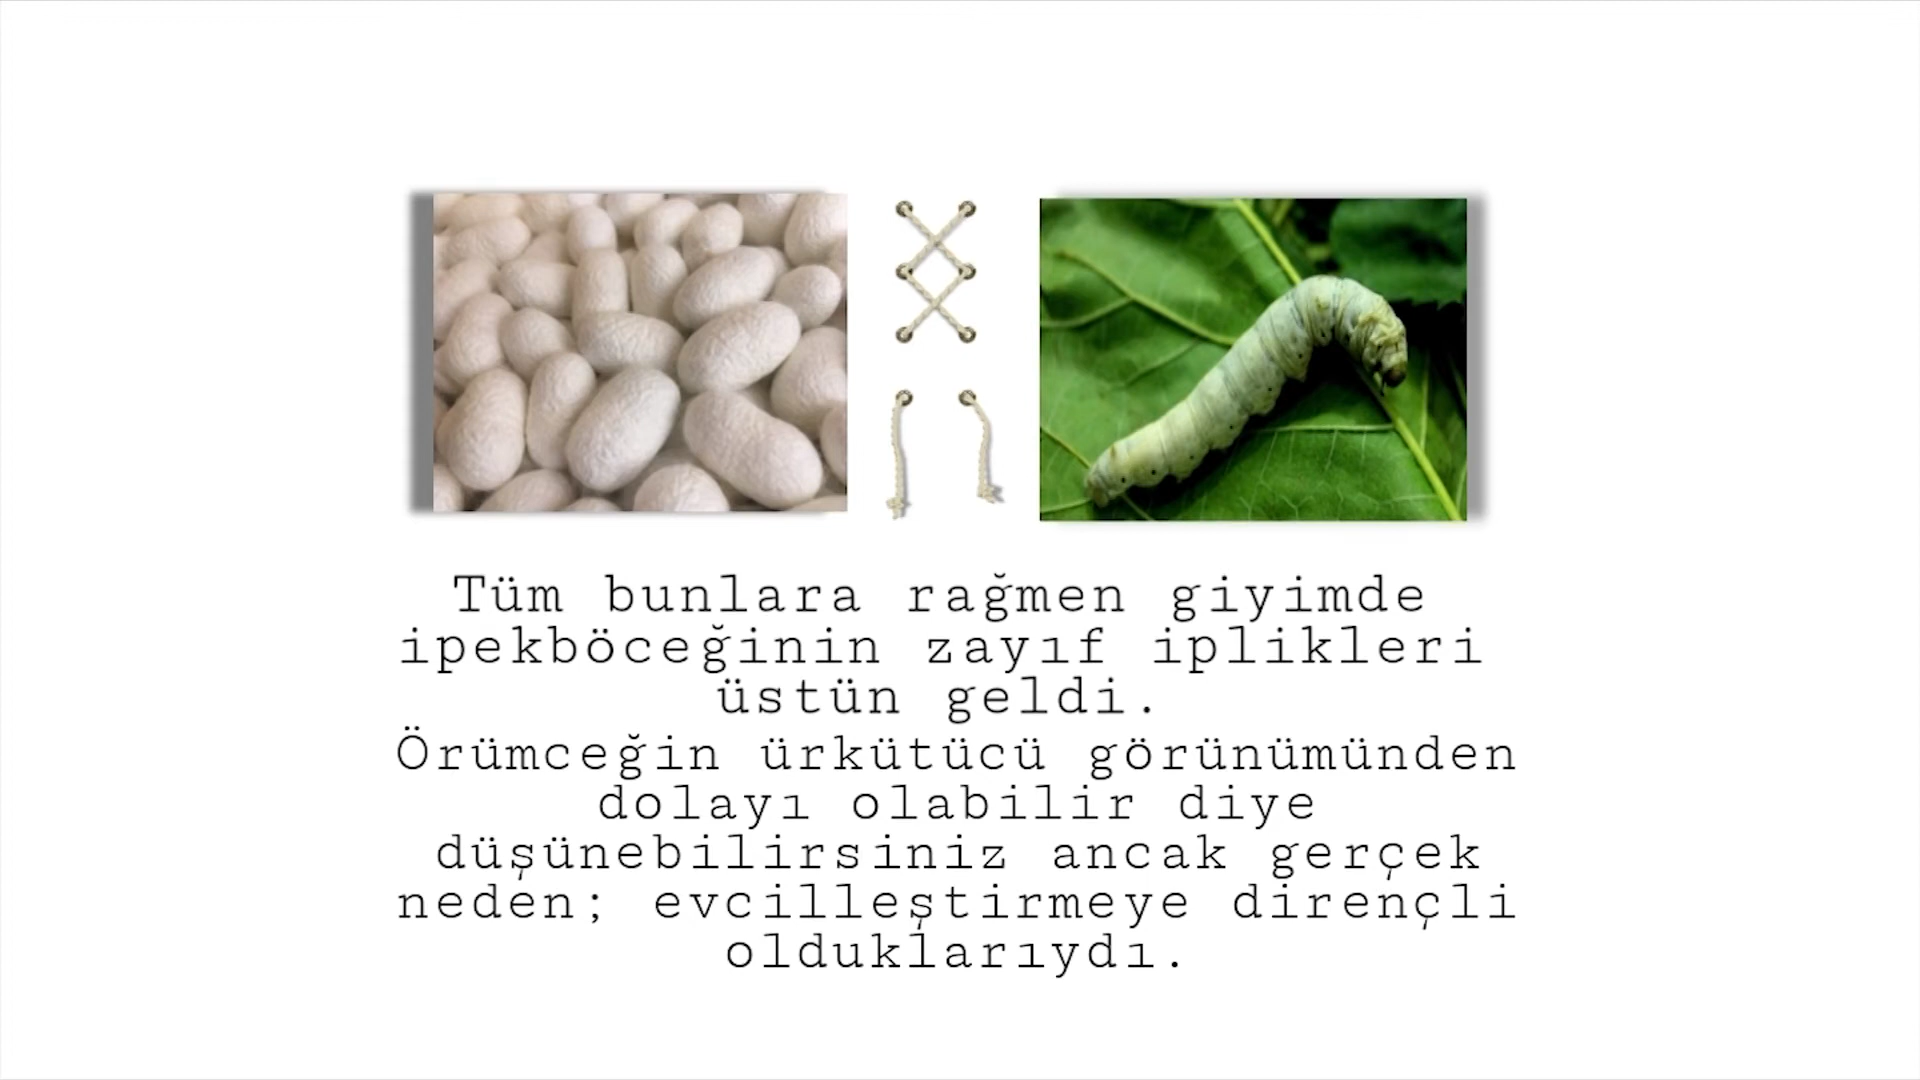 Tüm bunlara rağmen giyimde
ipekböceğinin zayıf iplikleri
üstün geldi.
Örümceğin ürkütücü görünümünden
dolayı olabilir diye
düşünebilirsiniz ancak gerçek
neden; evcilleştirmeye dirençli
olduklarıydı.